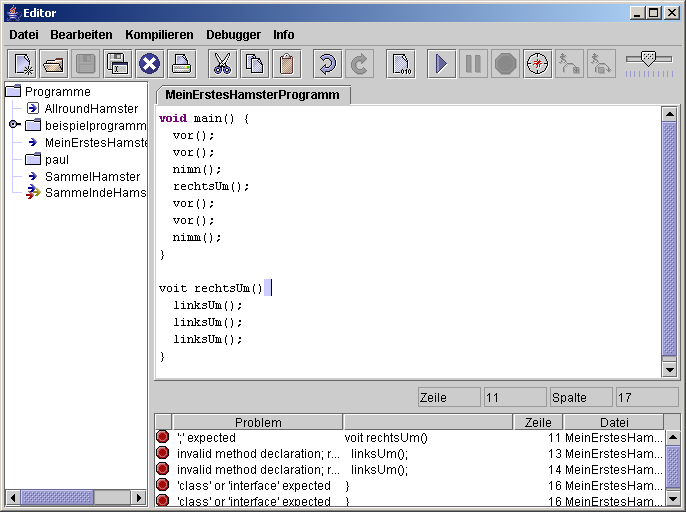 Editor
Datei Bearbeiten Kompilieren Debugger Info
010
Programme
AllroundHamster
beispielprogramm
MeinErstesHamste
paul
SammelHamster
SammelndeHams
MeinErstesHamsterProgramm
void main() {
vor();
vor();
nimn();
rechtsUm();
vor();
vor();
nimm();
}
voit rechtsUm()
linksUm();
linksUm();
linksUm();
}
Zeile 11 Spalte 17
Problem Zeile Datei
';' expected voit rechtsUm() 11 MeinErstesHam...
invalid method declaration; r... linksUm(); 13 MeinErstesHam...
invalid method declaration; r... linksUm(); 14 MeinErstesHam...
'class' or 'interface' expected } 16 MeinErstesHam...
'class' or 'interface' expected } 16 MeinErstesHam...